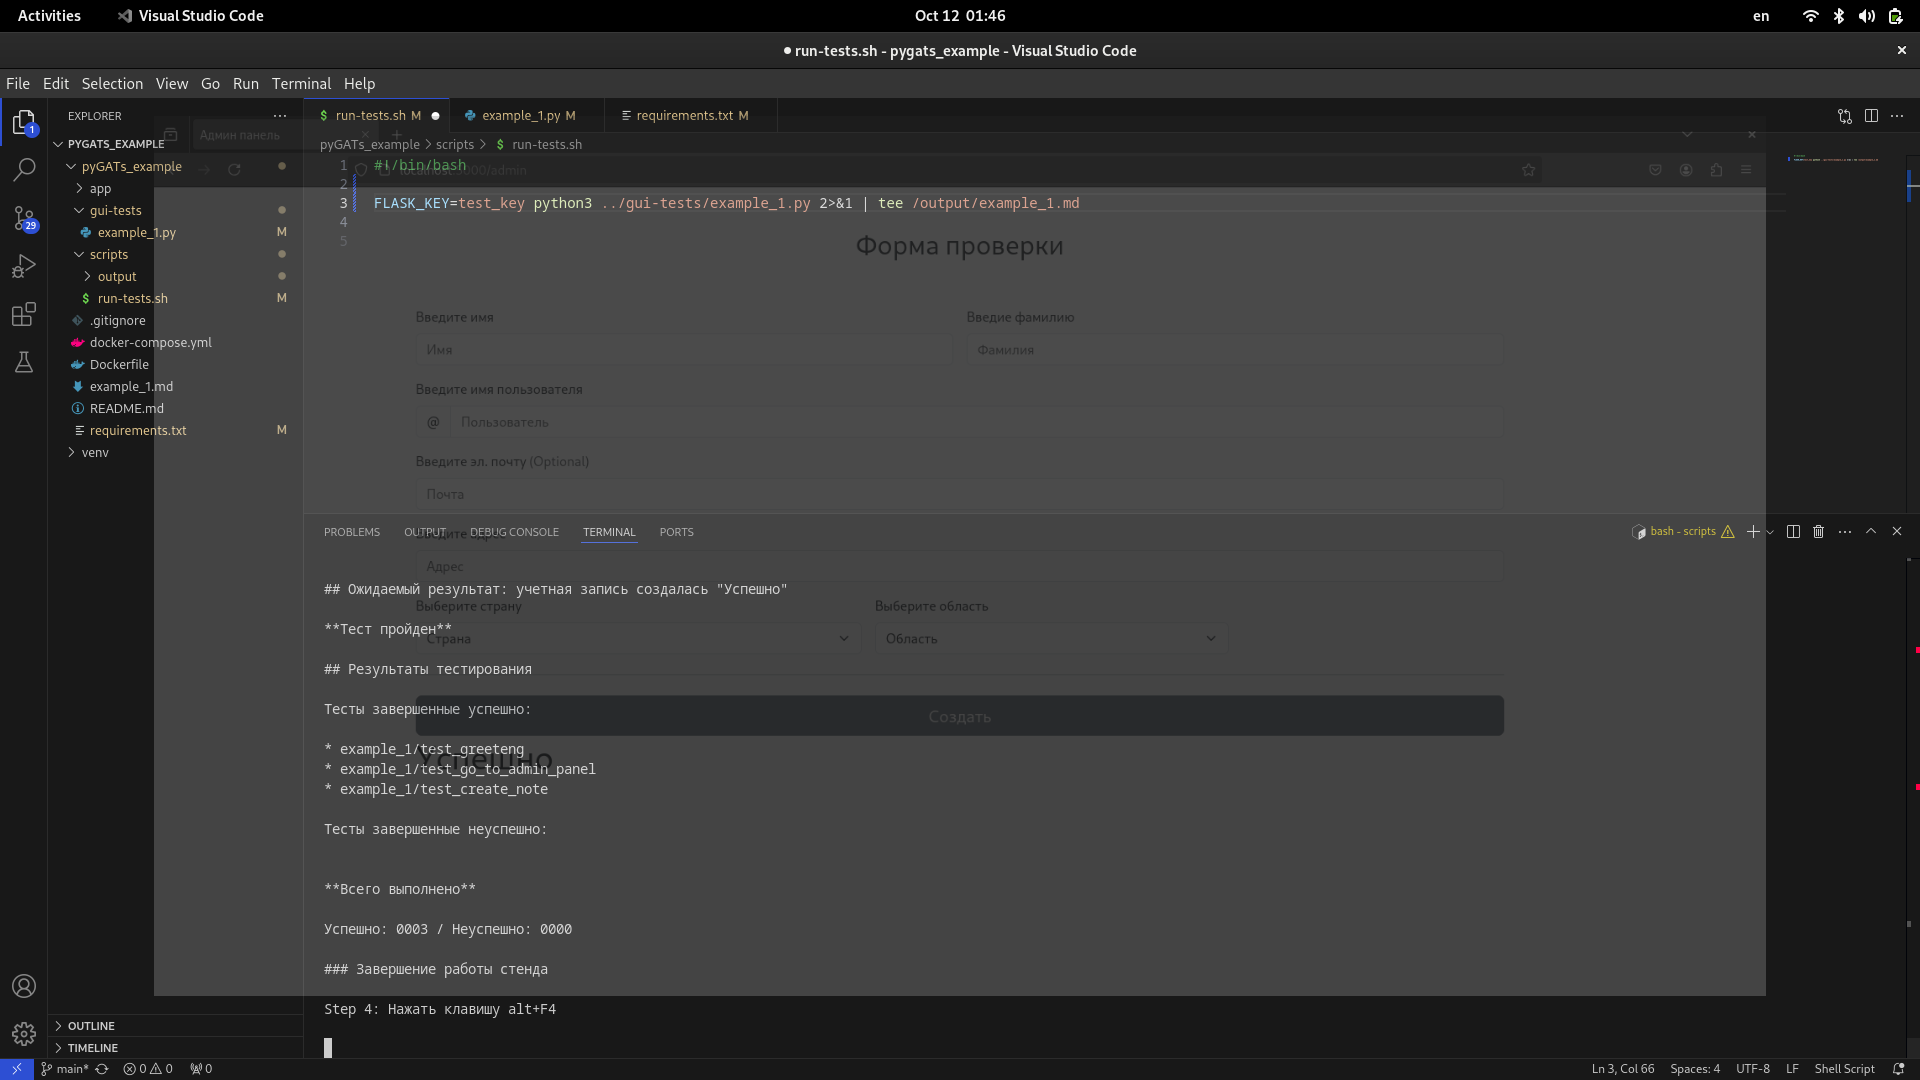 Activities
Visual Studio Code
Oct 12 01:46
en
● run-tests.sh - pygats_example - Visual Studio Code
File Edit Selection View Go Run Terminal Help
EXPLORER
1
29
PYGATS_EXAMPLE
pyGATs_example
app
gui-tests
example_1.py M
scripts
output
run-tests.sh M
.gitignore
docker-compose.yml
Dockerfile
example_1.md
README.md
requirements.txt M
venv
OUTLINE
TIMELINE
Админ панель
localhost:5000/admin
run-tests.sh M ●
example_1.py M
requirements.txt M
pyGATs_example > scripts > $ run-tests.sh
1 #!/bin/bash
2
3 FLASK_KEY=test_key python3 ../gui-tests/example_1.py 2>&1 | tee /output/example_1.md
4
5
Форма проверки
Введите имя
Введие фамилию
Имя
Фамилия
Введите имя пользователя
@ Пользователь
Введите эл. почту (Optional)
Почта
Введите адрес
Адрес
Выберите страну
Выберите область
Страна
Область
Создать
Успешно
PROBLEMS OUTPUT DEBUG CONSOLE TERMINAL PORTS
bash - scripts
## Ожидаемый результат: учетная запись создалась "Успешно"
**Тест пройден**
## Результаты тестирования
Тесты завершенные успешно:
* example_1/test_greeteng
* example_1/test_go_to_admin_panel
* example_1/test_create_note
Тесты завершенные неуспешно:
**Всего выполнено**
Успешно: 0003 / Неуспешно: 0000
### Завершение работы стенда
Step 4: Нажать клавишу alt+F4
main* 0 0 0
Ln 3, Col 66 Spaces: 4 UTF-8 LF Shell Script